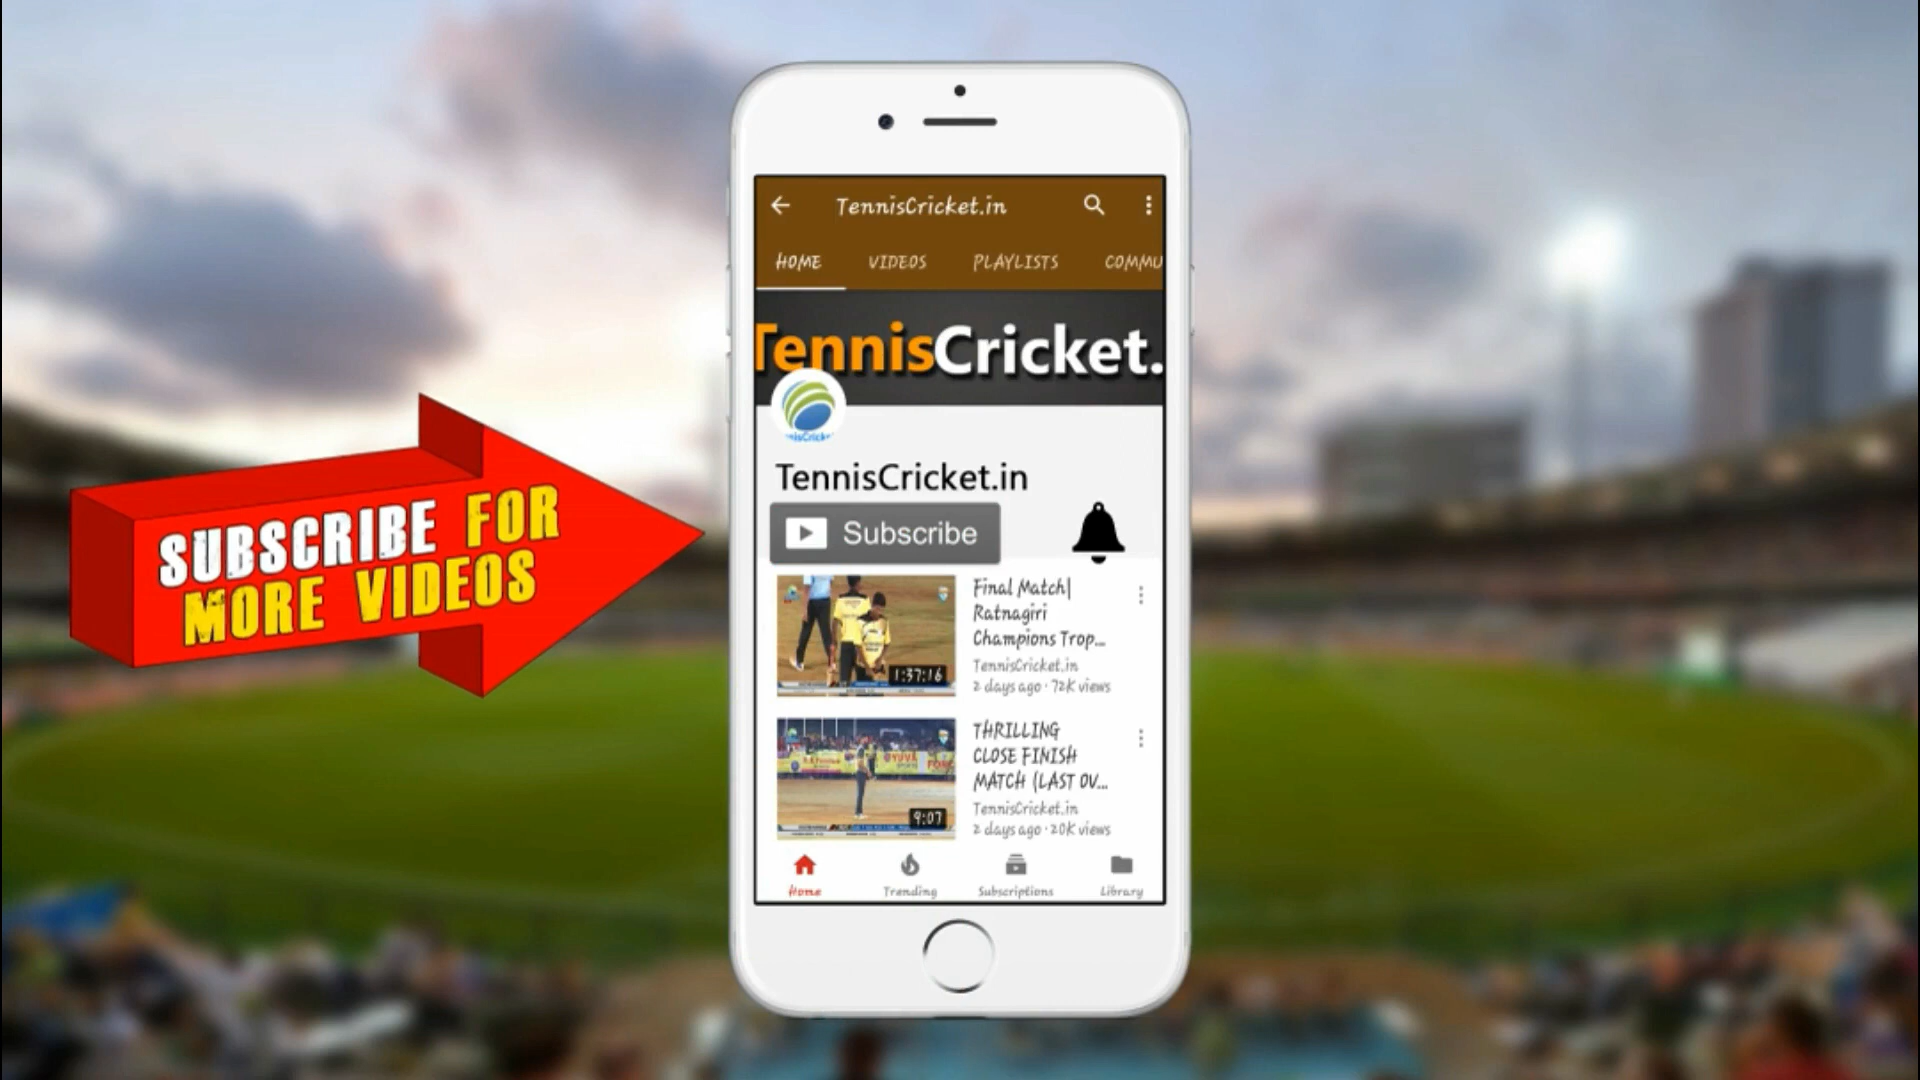 TennisCricket.in
HOME VIDEOS PLAYLISTS COMMU
TennisCricket.
TennisCricket.in
SUBSCRIBE FOR
MORE VIDEOS
Subscribe
Final Match|
Ratnagiri
Champions Trop...
TennisCricket.in
2 days ago · 72K views
1:37:16
THRILLING
CLOSE FINISH
MATCH (LAST OV...
TennisCricket.in
2 days ago · 20K views
YUVA
9:07
Home Trending Subscriptions Library